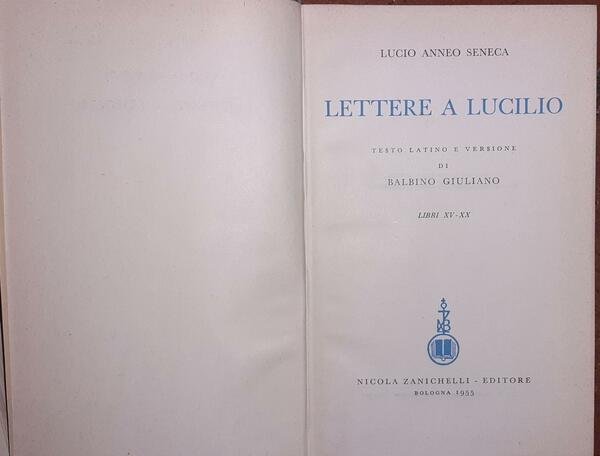 LUCIO ANNEO SENECA
LETTERE A LUCILIO
TESTO LATINO E VERSIONE
DI
BALBINO GIULIANO
LIBRI XV-XX
NICOLA ZANICHELLI - EDITORE
BOLOGNA 1955